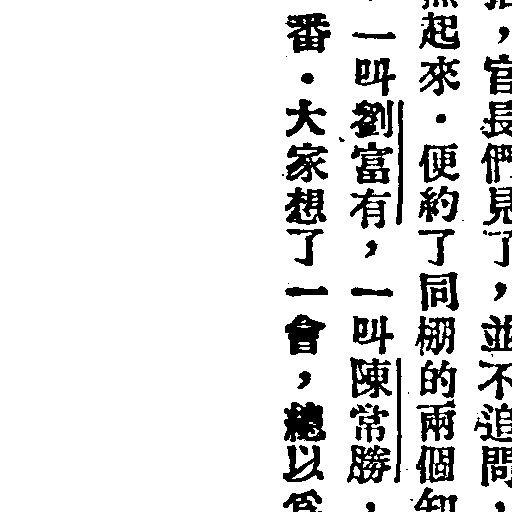 ，官長們見了，並不追問，
起來．便約了同棚的兩個知
，一叫劉富有，一叫陳常勝，
番．大家想了一會，總以